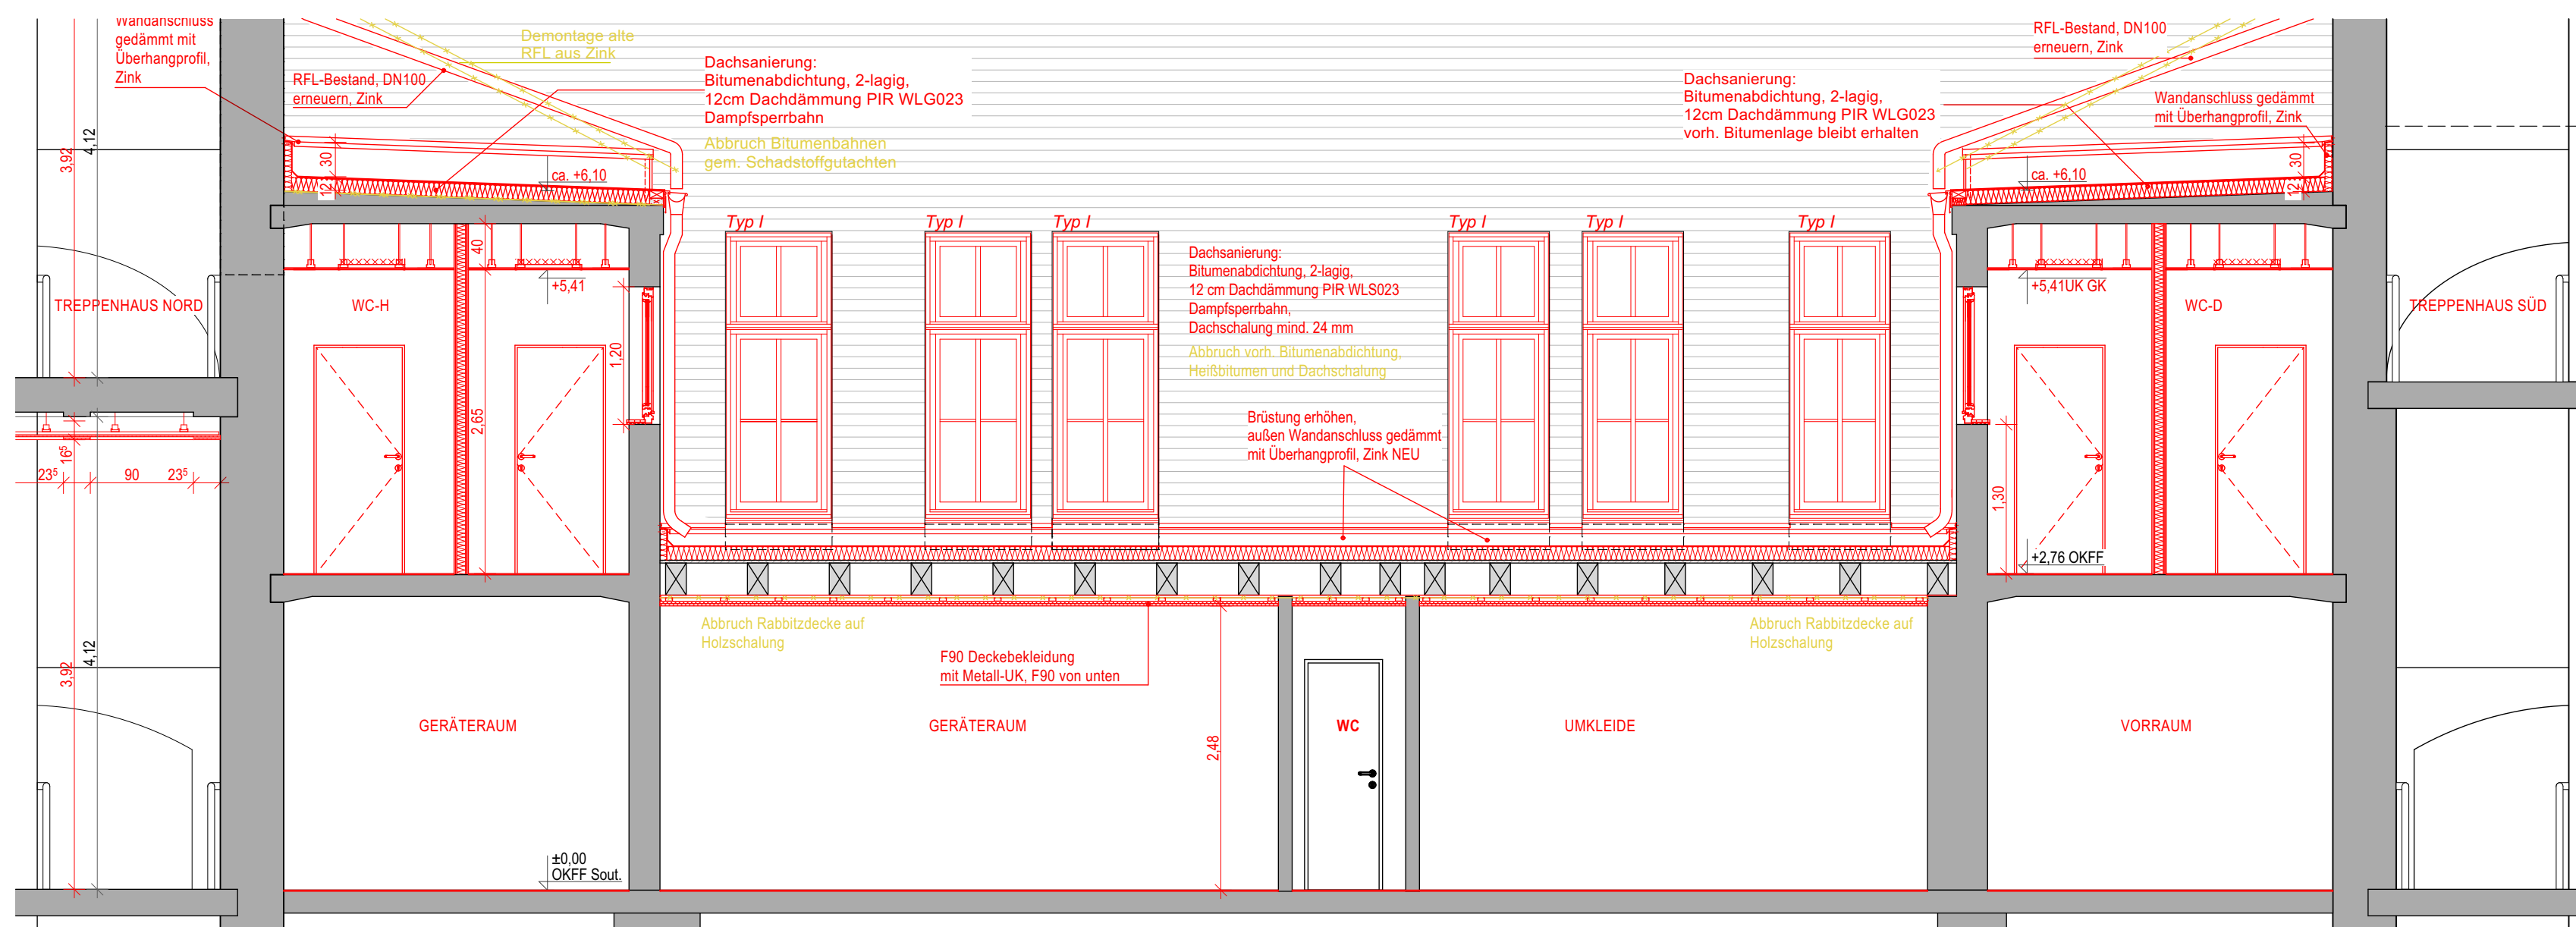 Wandanschluss
gedämmt mit
Überhangprofil,
Zink
RFL-Bestand, DN100
erneuern, Zink
Demontage alte
RFL aus Zink
Dachsanierung:
Bitumenabdichtung, 2-lagig,
12cm Dachdämmung PIR WLG023
Dampfsperrbahn
Abbruch Bitumenbahnen
gem. Schadstoffgutachten
Dachsanierung:
Bitumenabdichtung, 2-lagig,
12cm Dachdämmung PIR WLG023
vorh. Bitumenlage bleibt erhalten
RFL-Bestand, DN100
erneuern, Zink
Wandanschluss gedämmt
mit Überhangprofil, Zink
3,92
4,12
30
12
ca. +6,10
ca. +6,10
30
12
Typ I
Typ I
Typ I
Typ I
Typ I
Typ I
40
+5,41
+5,41UK GK
TREPPENHAUS NORD
WC-H
WC-D
TREPPENHAUS SÜD
1,20
2,65
Dachsanierung:
Bitumenabdichtung, 2-lagig,
12 cm Dachdämmung PIR WLS023
Dampfsperrbahn,
Dachschalung mind. 24 mm
Abbruch vorh. Bitumenabdichtung,
Heißbitumen und Dachschalung
Brüstung erhöhen,
außen Wandanschluss gedämmt
mit Überhangprofil, Zink NEU
16⁵
23⁵
90
23⁵
1,30
+2,76 OKFF
Abbruch Rabbitzdecke auf
Holzschalung
Abbruch Rabbitzdecke auf
Holzschalung
F90 Deckebekleidung
mit Metall-UK, F90 von unten
3,92
4,12
GERÄTERAUM
GERÄTERAUM
2,48
WC
UMKLEIDE
VORRAUM
±0,00
OKFF Sout.